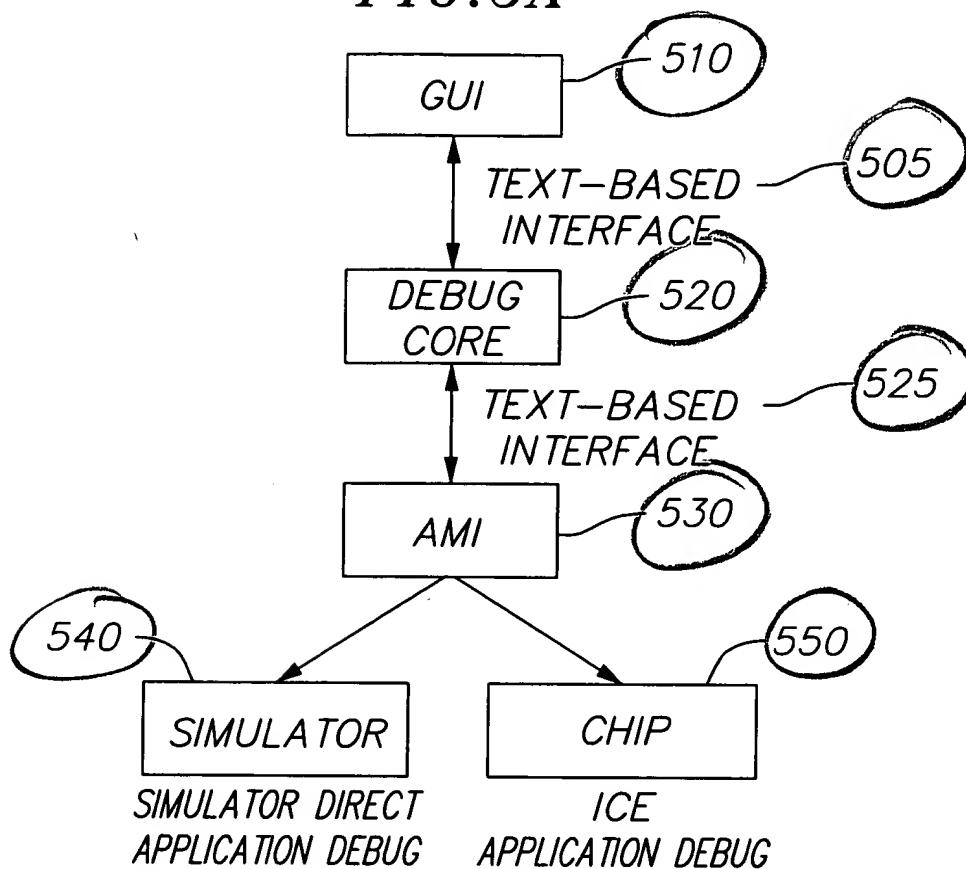 GUI
510
TEXT-BASED
INTERFACE
505
DEBUG
CORE
520
TEXT-BASED
INTERFACE
525
AMI
530
540
550
SIMULATOR
CHIP
SIMULATOR DIRECT
APPLICATION DEBUG
ICE
APPLICATION DEBUG